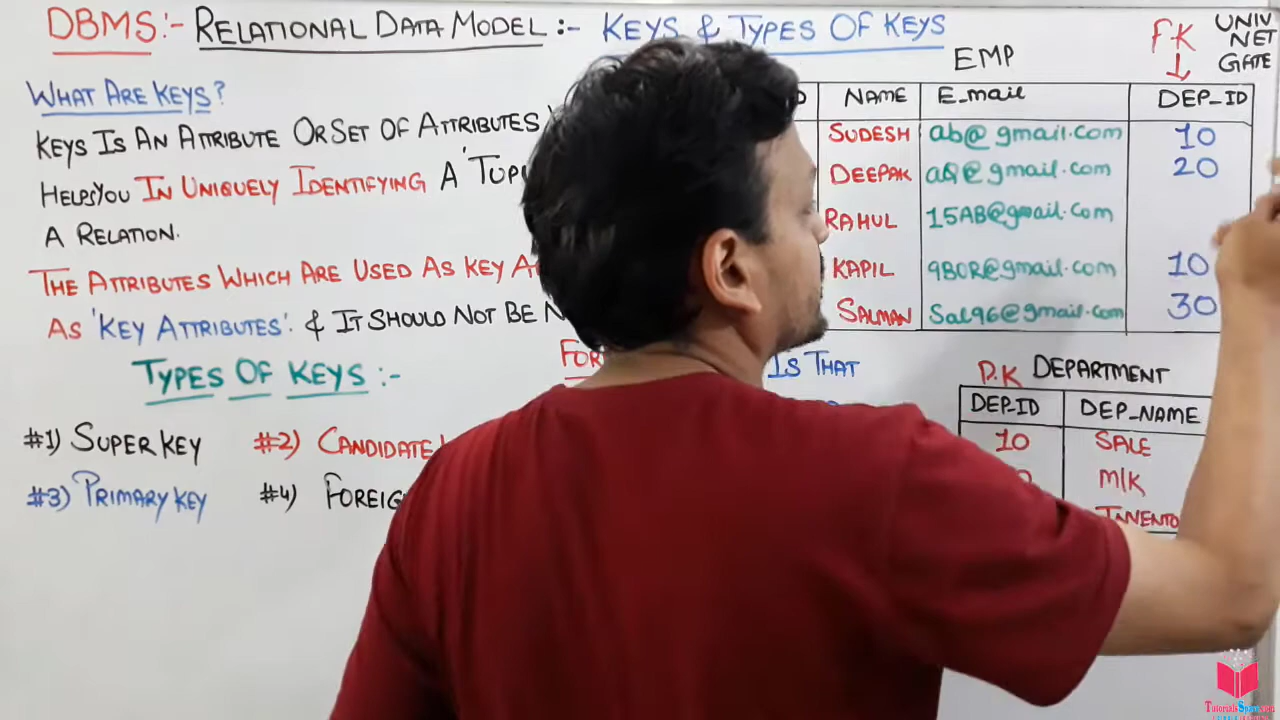 DBMS:- RELATIONAL DATA MODEL:- KEYS & TYPES OF KEYS
WHAT ARE KEYS?
KEYS IS AN ATTRIBUTE OR SET OF ATTRIBUTES
HELPS YOU IN UNIQUELY IDENTIFYING A
A RELATION.
THE ATTRIBUTES WHICH ARE USED AS KEY
AS 'KEY ATTRIBUTES'. & IT SHOULD NOT BE
TYPES OF KEYS :-
#1) SUPER KEY #2) CANDIDATE
#3) PRIMARY KEY #4)
FK
UNIV
NET
GATE
EMP
NAME E_mail DEP_ID
SUDESH ab@gmail.com 10
DEEPAK 20
RAHUL 15AB@gmail.com
KAPIL 9BOR@gmail.com 10
SALMAN Sal96@gmail.com 30
IS THAT
P.K DEPARTMENT
DEP_ID DEP_NAME
10 SALE
M/K
TutorialsSpace.com